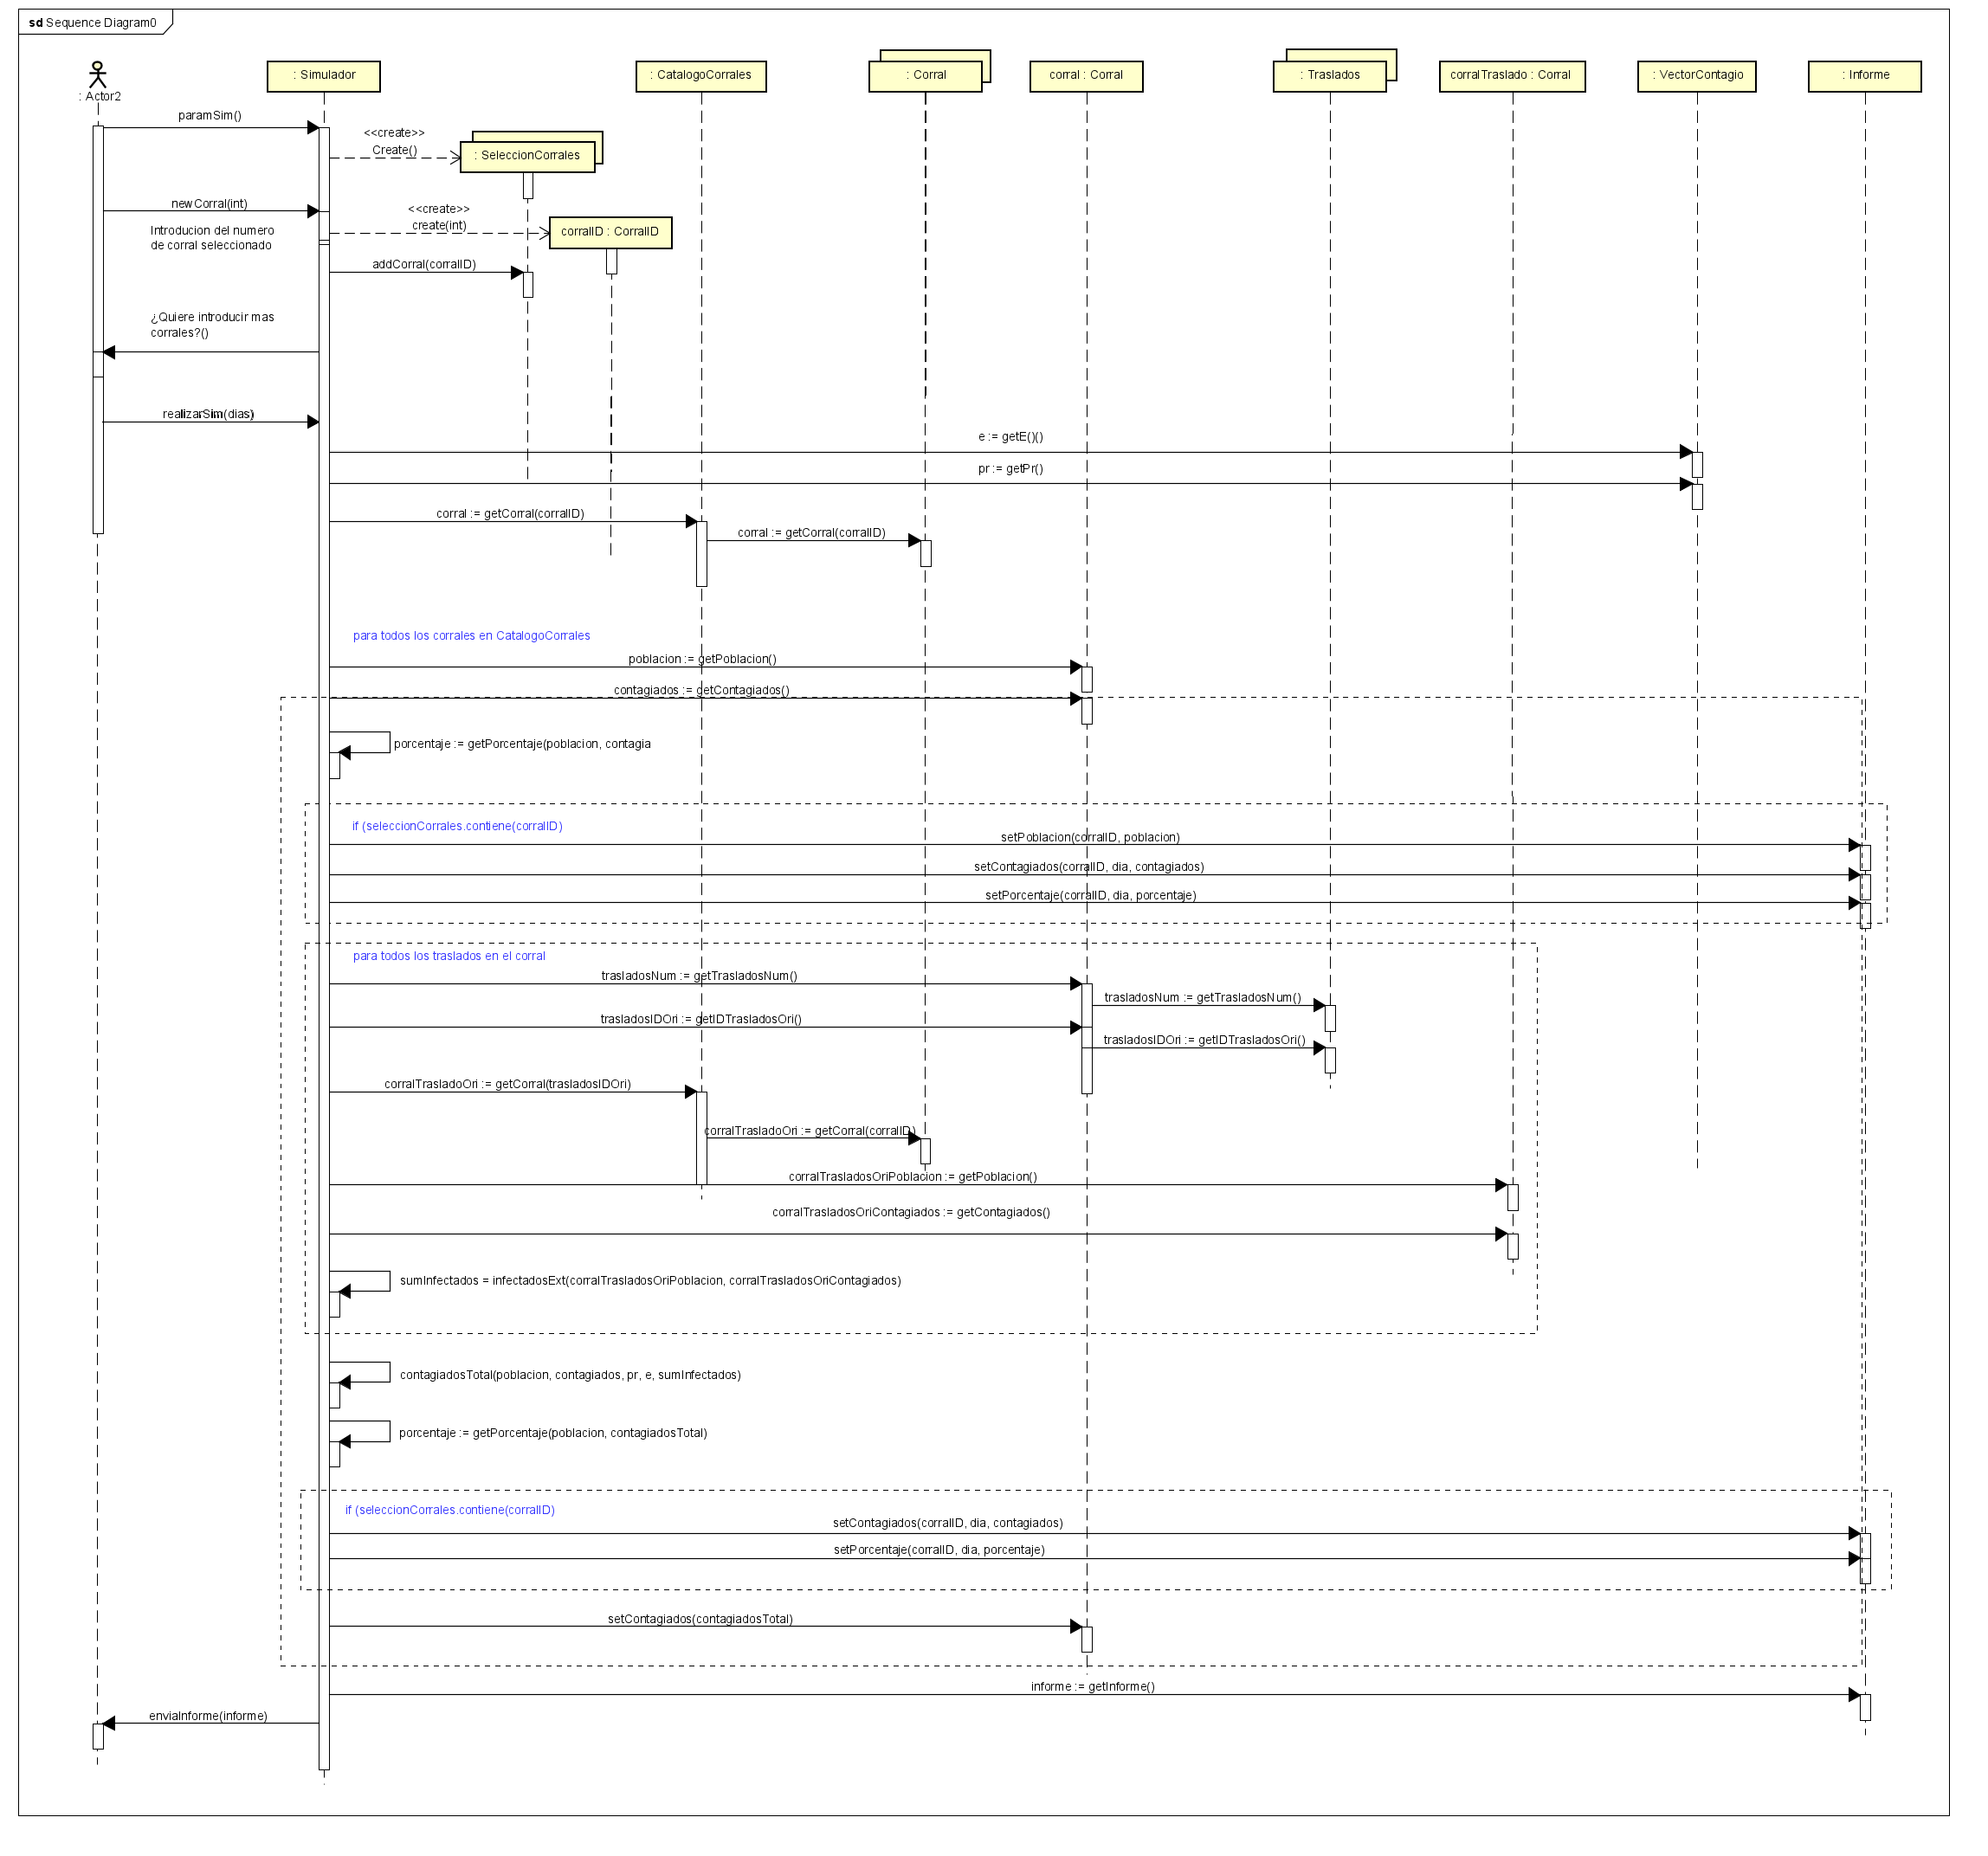 sd Sequence Diagram0
: Actor2
: Simulador
: CatalogoCorrales
: Corral
corral : Corral
: Traslados
corralTraslado : Corral
: VectorContagio
: Informe
paramSim()
<<create>>
Create()
: SeleccionCorrales
newCorral(int)
Introducion del numero
de corral seleccionado
<<create>>
create(int)
corralID : CorralID
addCorral(corralID)
¿Quiere introducir mas
corrales?()
realizarSim(dias)
e := getE()()
pr := getPr()
corral := getCorral(corralID)
corral := getCorral(corralID)
para todos los corrales en CatalogoCorrales
poblacion := getPoblacion()
contagiados := getContagiados()
porcentaje := getPorcentaje(poblacion, contagia
if (seleccionCorrales.contiene(corralID)
setPoblacion(corralID, poblacion)
setContagiados(corralID, dia, contagiados)
setPorcentaje(corralID, dia, porcentaje)
para todos los traslados en el corral
trasladosNum := getTrasladosNum()
trasladosNum := getTrasladosNum()
trasladosIDOri := getIDTrasladosOri()
trasladosIDOri := getIDTrasladosOri()
corralTrasladoOri := getCorral(trasladosIDOri)
corralTrasladoOri := getCorral(corralID)
corralTrasladosOriPoblacion := getPoblacion()
corralTrasladosOriContagiados := getContagiados()
sumInfectados = infectadosExt(corralTrasladosOriPoblacion, corralTrasladosOriContagiados)
contagiadosTotal(poblacion, contagiados, pr, e, sumInfectados)
porcentaje := getPorcentaje(poblacion, contagiadosTotal)
if (seleccionCorrales.contiene(corralID)
setContagiados(corralID, dia, contagiados)
setPorcentaje(corralID, dia, porcentaje)
setContagiados(contagiadosTotal)
informe := getInforme()
enviaInforme(informe)